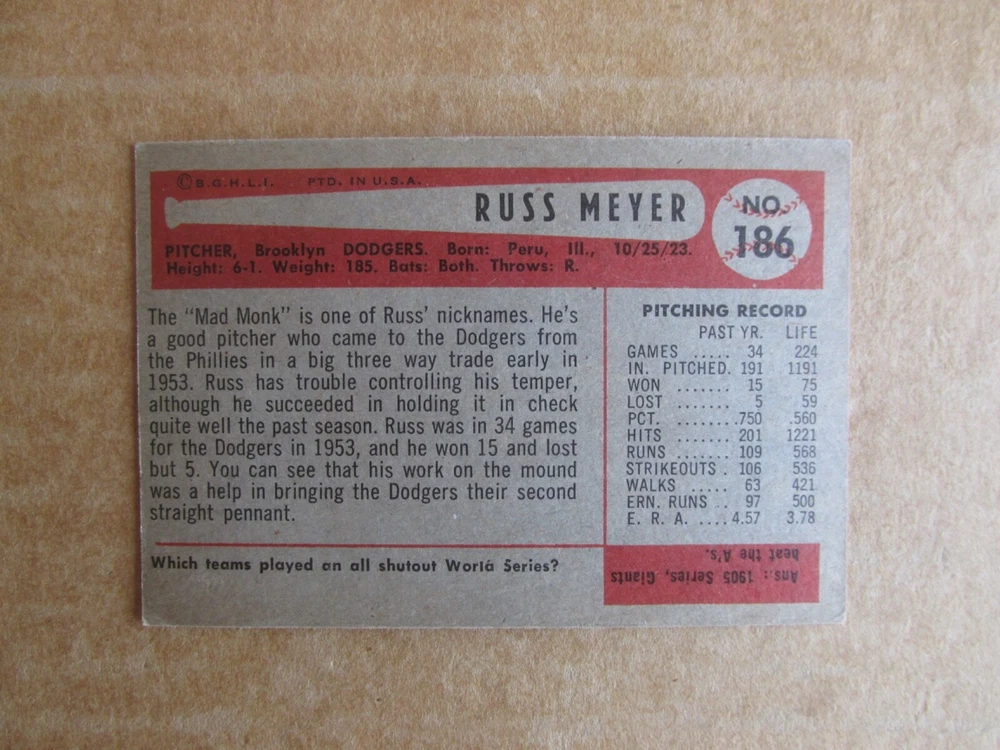 ©B.G.H.L.I. PTD. IN U.S.A.
RUSS MEYER
NO.
186
PITCHER, Brooklyn DODGERS. Born: Peru, Ill., 10/25/23.
Height: 6-1. Weight: 185. Bats: Both. Throws: R.
The "Mad Monk" is one of Russ' nicknames. He's
a good pitcher who came to the Dodgers from
the Phillies in a big three way trade early in
1953. Russ has trouble controlling his temper,
although he succeeded in holding it in check
quite well the past season. Russ was in 34 games
for the Dodgers in 1953, and he won 15 and lost
but 5. You can see that his work on the mound
was a help in bringing the Dodgers their second
straight pennant.
PITCHING RECORD
PAST YR. LIFE
GAMES ..... 34 224
IN. PITCHED. 191 1191
WON ....... 15 75
LOST ....... 5 59
PCT. ........750 .560
HITS ....... 201 1221
RUNS ....... 109 568
STRIKEOUTS . 106 536
WALKS ..... 63 421
ERN. RUNS .. 97 500
E. R. A. ....4.57 3.78
Which teams played an all shutout World Series?
Ans.: 1905 Series, Giants
beat the A's.